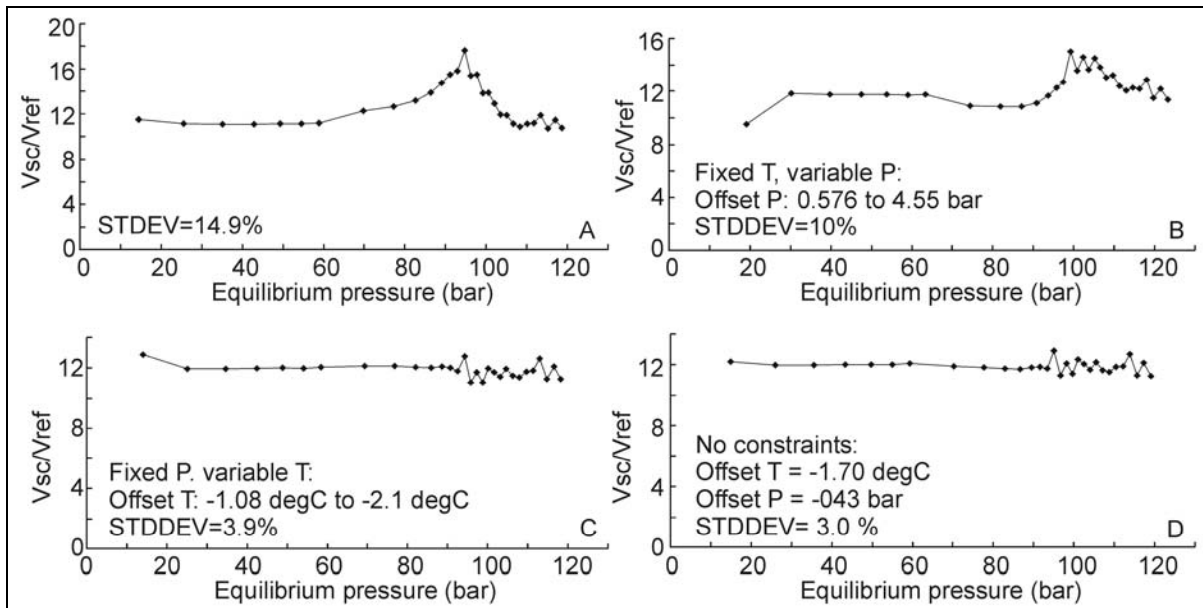 20
16
12
8
4
0
Vsc/Vref
STDEV=14.9%
A
0 20 40 60 80 100 120
Equilibrium pressure (bar)
16
12
8
4
0
Vsc/Vref
Fixed T, variable P:
Offset P: 0.576 to 4.55 bar
STDDEV=10%
B
0 20 40 60 80 100 120
Equilibrium pressure (bar)
12
8
4
0
Vsc/Vref
Fixed P. variable T:
Offset T: -1.08 degC to -2.1 degC
STDDEV=3.9%
C
0 20 40 60 80 100 120
Equilibrium pressure (bar)
12
8
4
0
Vsc/Vref
No constraints:
Offset T = -1.70 degC
Offset P = -043 bar
STDDEV= 3.0 %
D
0 20 40 60 80 100 120
Equilibrium pressure (bar)